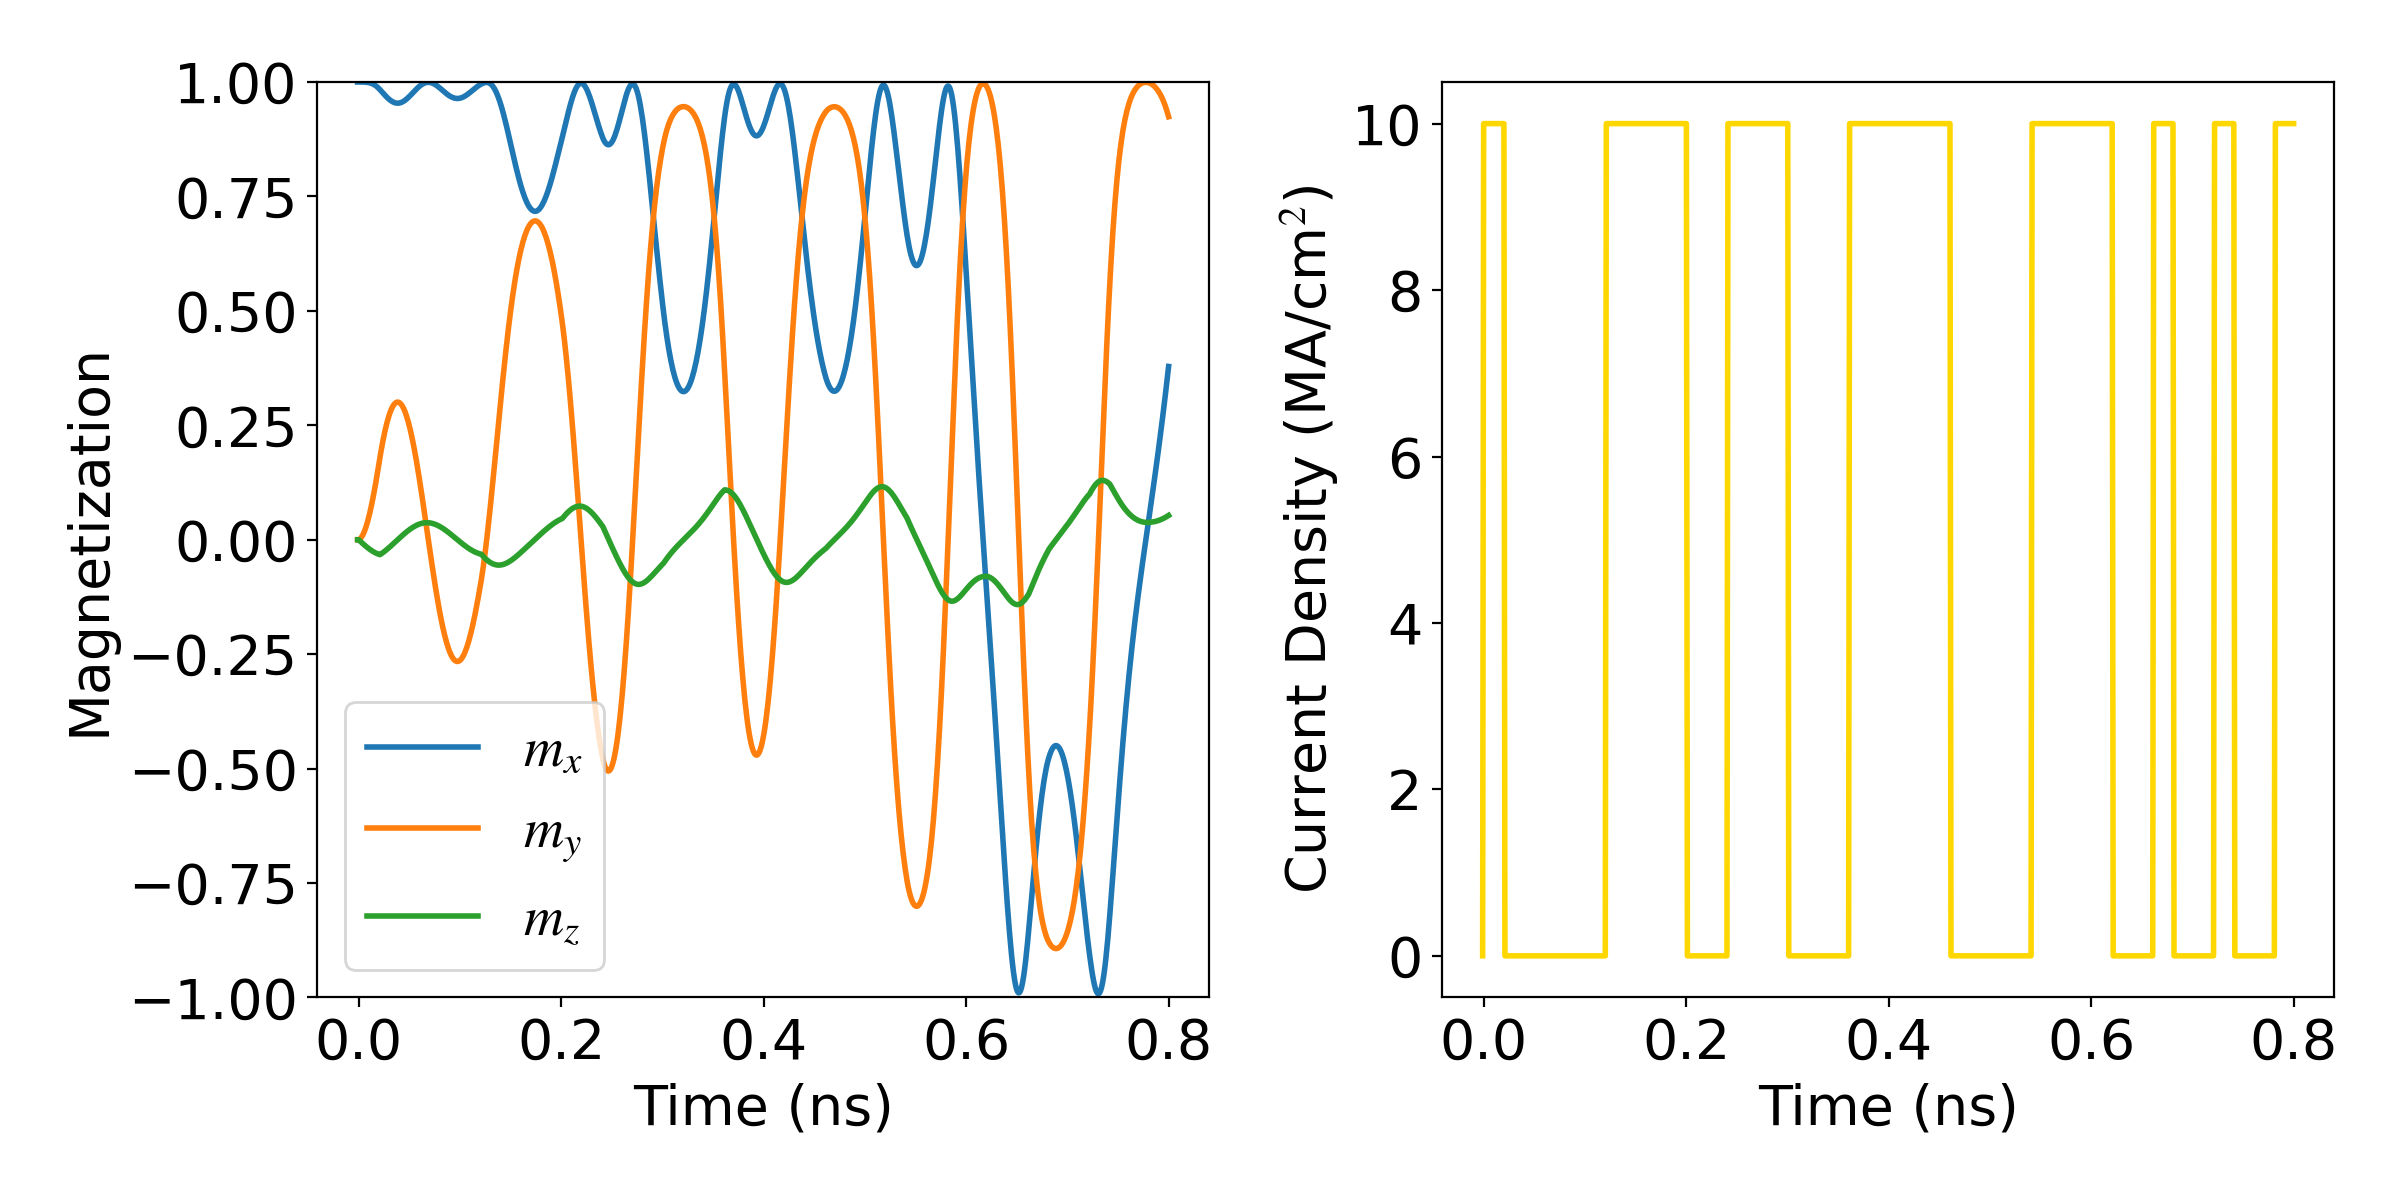 1.00
0.75
0.50
0.25
0.00
−0.25
−0.50
−0.75
−1.00
Magnetization
m_x
m_y
m_z
0.0 0.2 0.4 0.6 0.8
Time (ns)
10
8
6
4
2
0
Current Density (MA/cm²)
0.0 0.2 0.4 0.6 0.8
Time (ns)